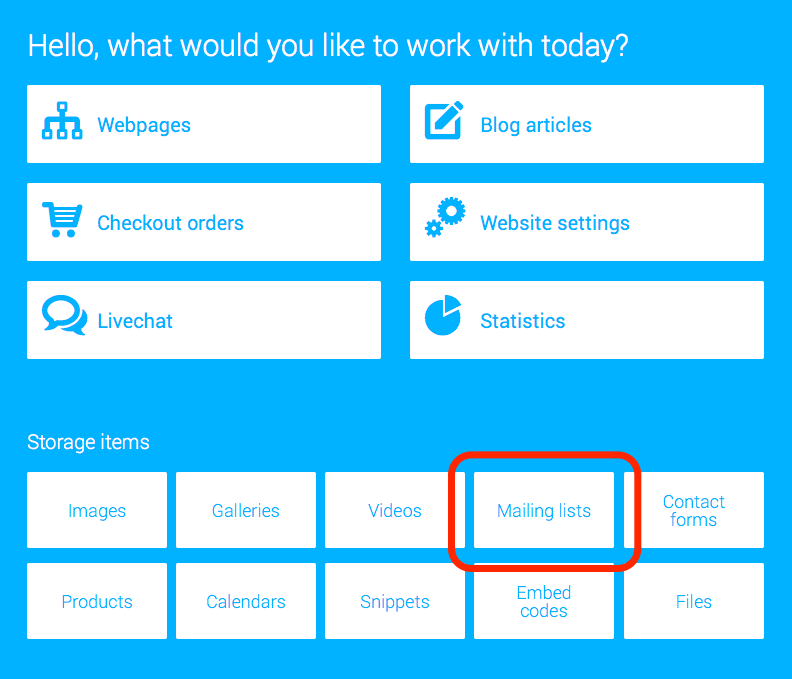 Hello, what would you like to work with today?
Webpages
Blog articles
Checkout orders
Website settings
Livechat
Statistics
Storage items
Images
Galleries
Videos
Mailing lists
Contact
forms
Products
Calendars
Snippets
Embed
codes
Files